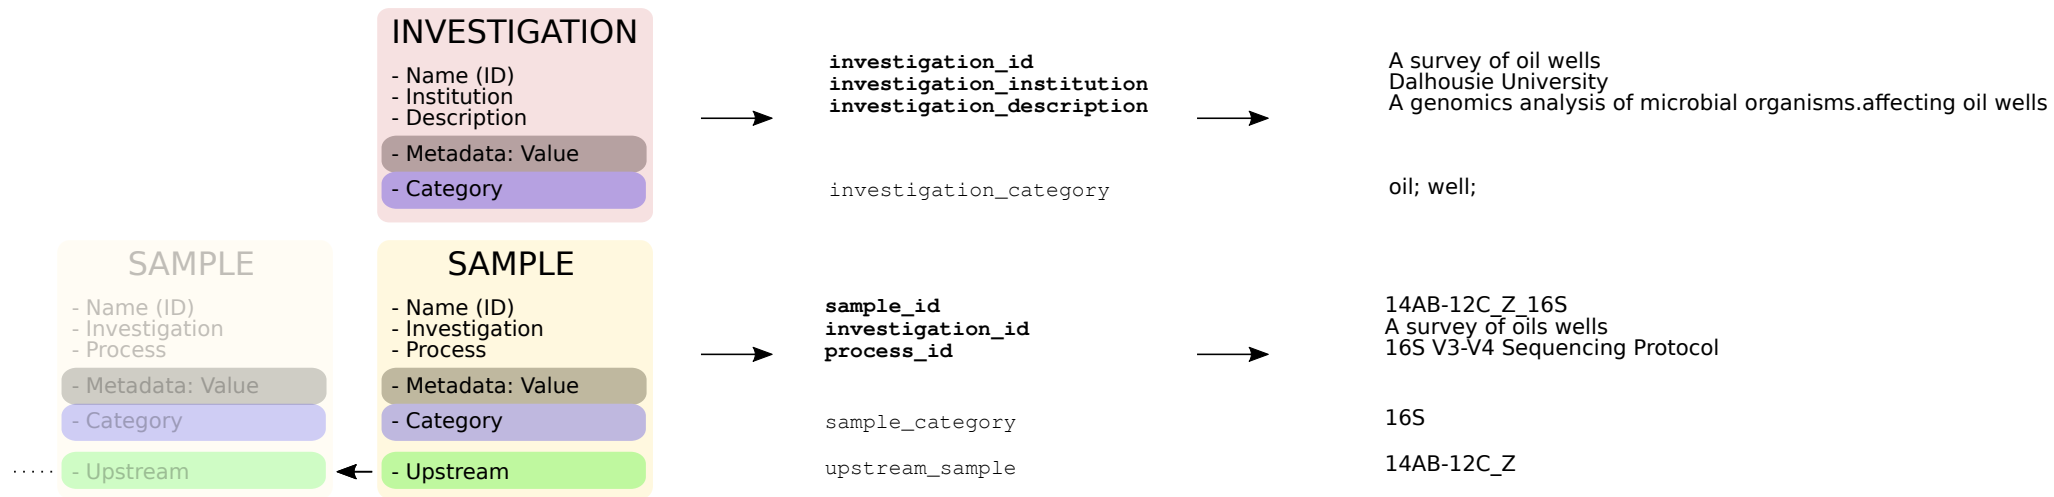 INVESTIGATION
- Name (ID)
- Institution
- Description
- Metadata: Value
- Category
investigation_id
investigation_institution
investigation_description
investigation_category
A survey of oil wells
Dalhousie University
A genomics analysis of microbial organisms.affecting oil wells
oil; well;
SAMPLE
- Name (ID)
- Investigation
- Process
- Metadata: Value
- Category
- Upstream
SAMPLE
- Name (ID)
- Investigation
- Process
- Metadata: Value
- Category
- Upstream
sample_id
investigation_id
process_id
sample_category
upstream_sample
14AB-12C_Z_16S
A survey of oils wells
16S V3-V4 Sequencing Protocol
16S
14AB-12C_Z